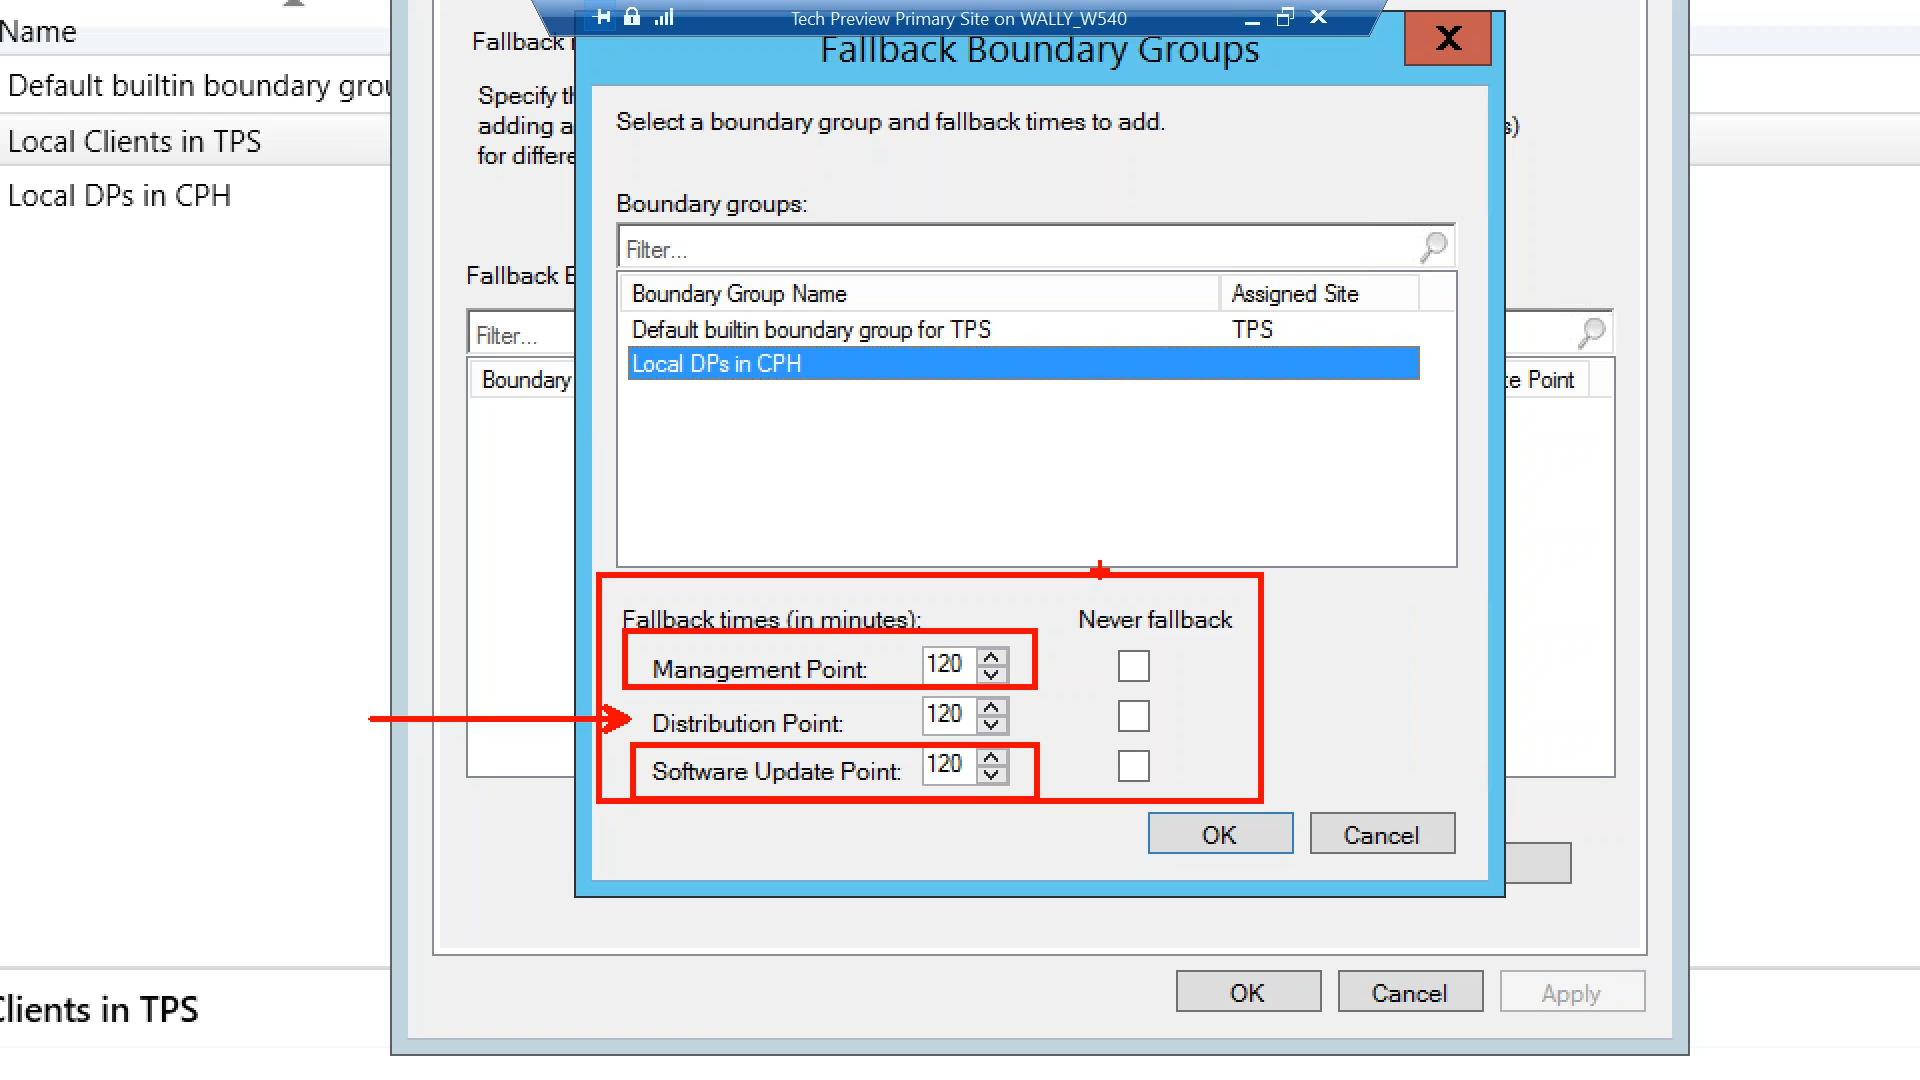 Tech Preview Primary Site on WALLY_W540
Name
Default builtin boundary
Local Clients in TPS
Local DPs in CPH
Clients in TPS
Fallback
Specify
adding a
for
Fallback
Filter...
Boundary
Point
Fallback Boundary Groups
X
Select a boundary group and fallback times to add.
Boundary groups:
Filter...
Boundary Group Name Assigned Site
Default builtin boundary group for TPS TPS
Local DPs in CPH
Fallback times (in minutes): Never fallback
Management Point: 120
Distribution Point: 120
Software Update Point: 120
OK Cancel
OK Cancel Apply